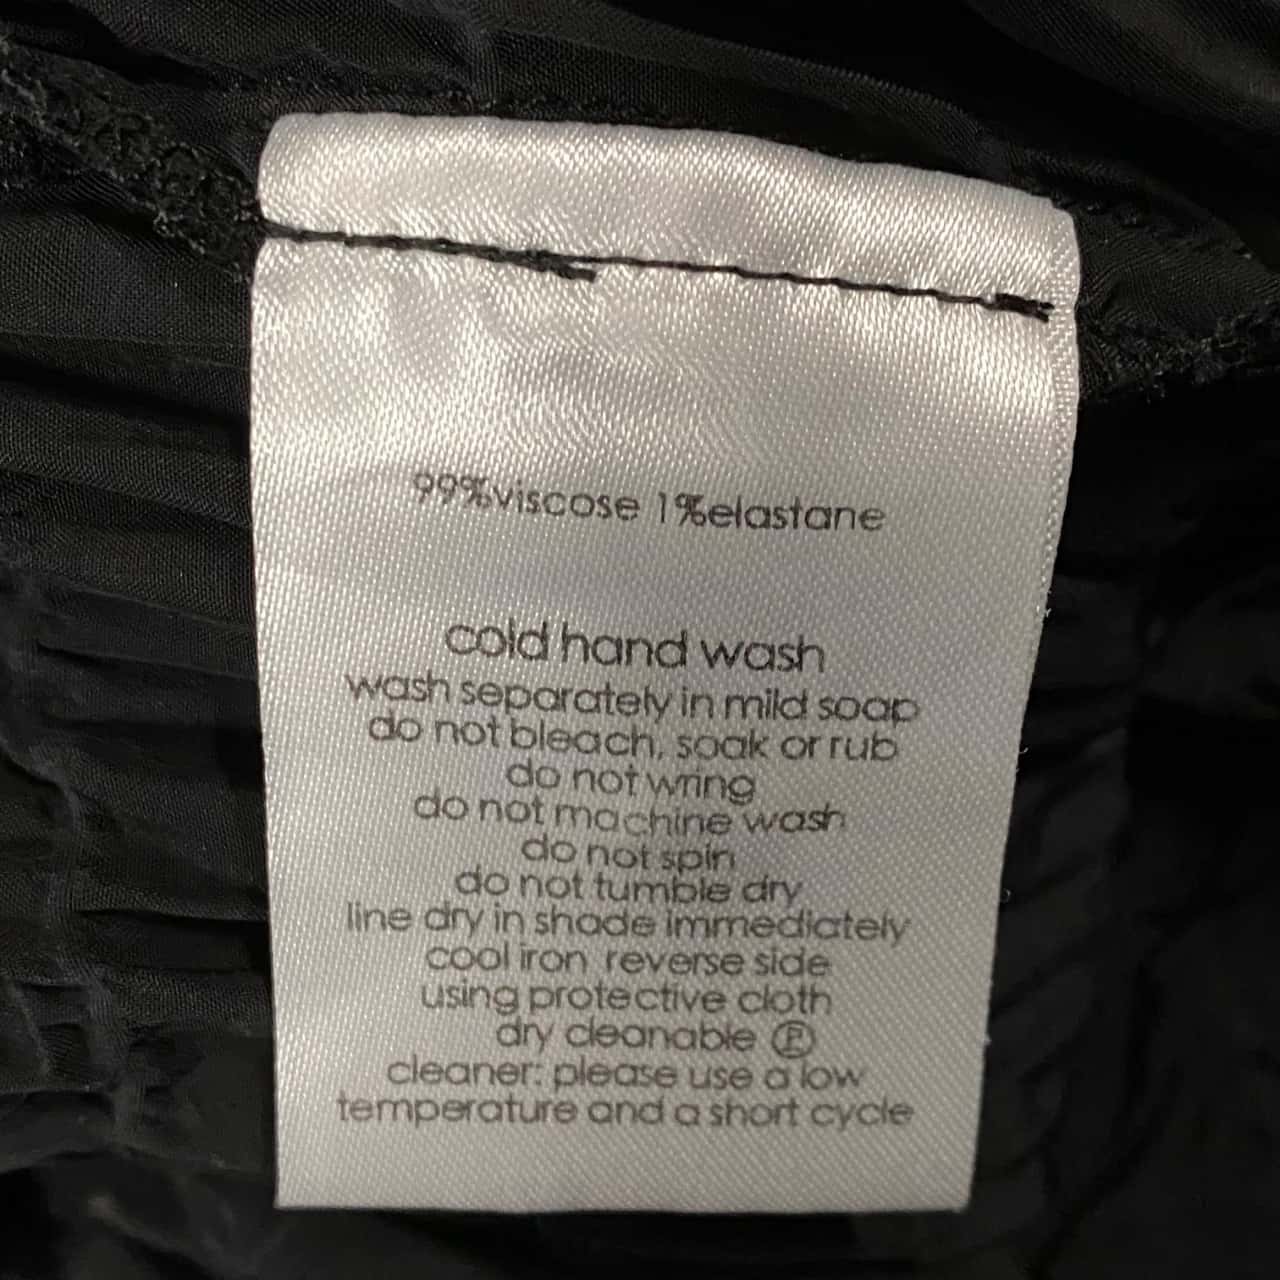 99%viscose 1%elastane
cold hand wash
wash separately in mild soap
do not bleach, soak or rub
do not wring
do not machine wash
do not spin
do not tumble dry
line dry in shade immediately
cool iron reverse side
using protective cloth
dry cleanable Ⓟ
cleaner: please use a low
temperature and a short cycle